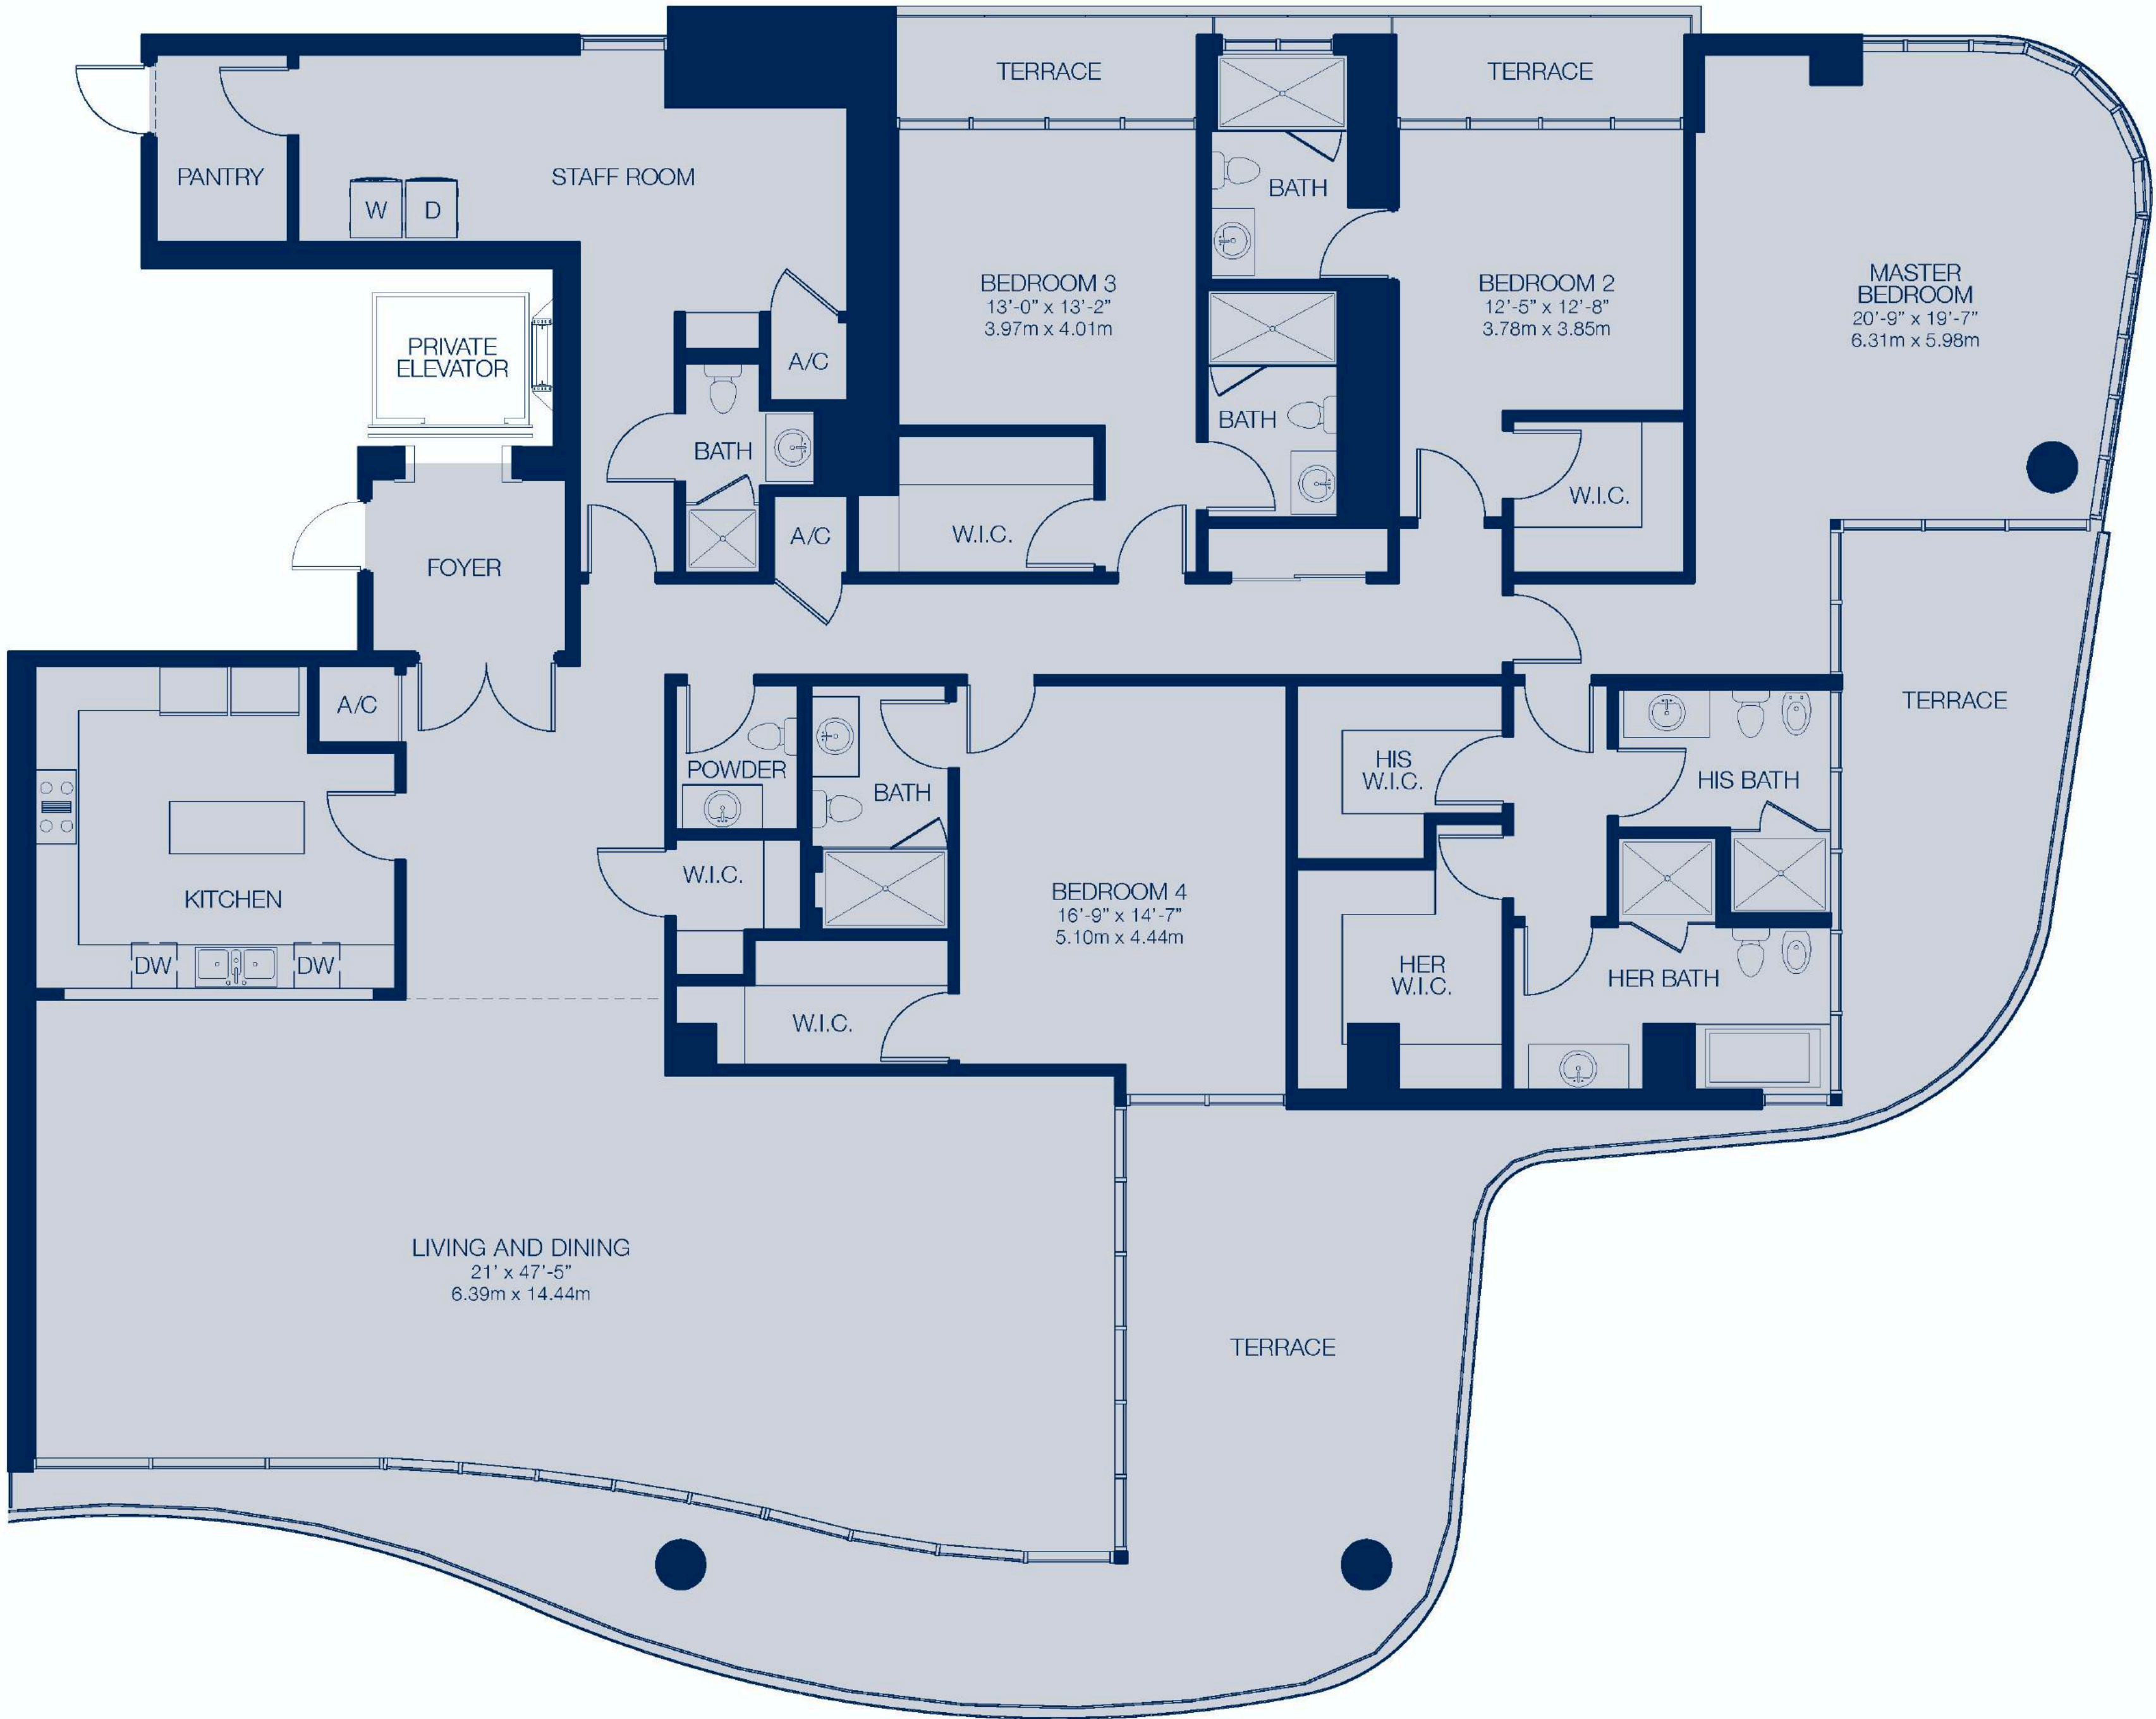 TERRACE
TERRACE
PANTRY
STAFF ROOM
W
D
BATH
BEDROOM 3
13'-0" x 13'-2"
3.97m x 4.01m
BEDROOM 2
12'-5" x 12'-8"
3.78m x 3.85m
MASTER
BEDROOM
20'-9" x 19'-7"
6.31m x 5.98m
PRIVATE
ELEVATOR
A/C
BATH
BATH
W.I.C.
A/C
W.I.C.
FOYER
A/C
TERRACE
POWDER
BATH
HIS
W.I.C.
HIS BATH
KITCHEN
W.I.C.
BEDROOM 4
16'-9" x 14'-7"
5.10m x 4.44m
DW
DW
HER
W.I.C.
HER BATH
W.I.C.
LIVING AND DINING
21' x 47'-5"
6.39m x 14.44m
TERRACE